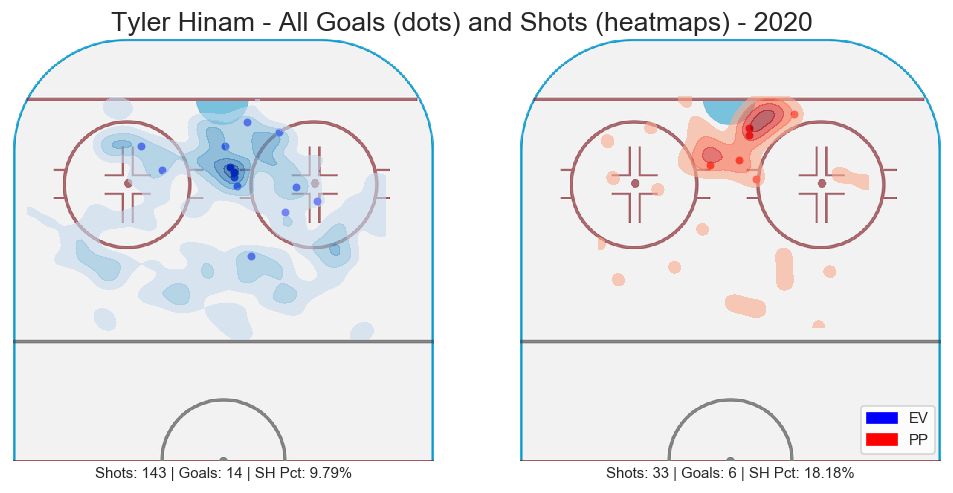 Tyler Hinam - All Goals (dots) and Shots (heatmaps) - 2020
EV
PP
Shots: 143 | Goals: 14 | SH Pct: 9.79%
Shots: 33 | Goals: 6 | SH Pct: 18.18%